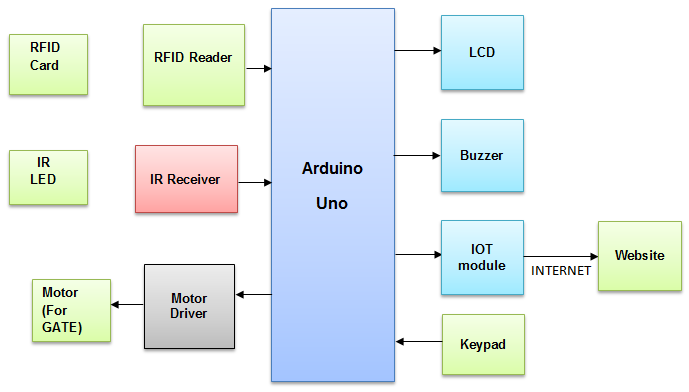 RFID
Card
RFID Reader
LCD
IR
LED
IR Receiver
Arduino
Uno
Buzzer
Motor
(For
GATE)
Motor
Driver
IOT
module
INTERNET
Website
Keypad